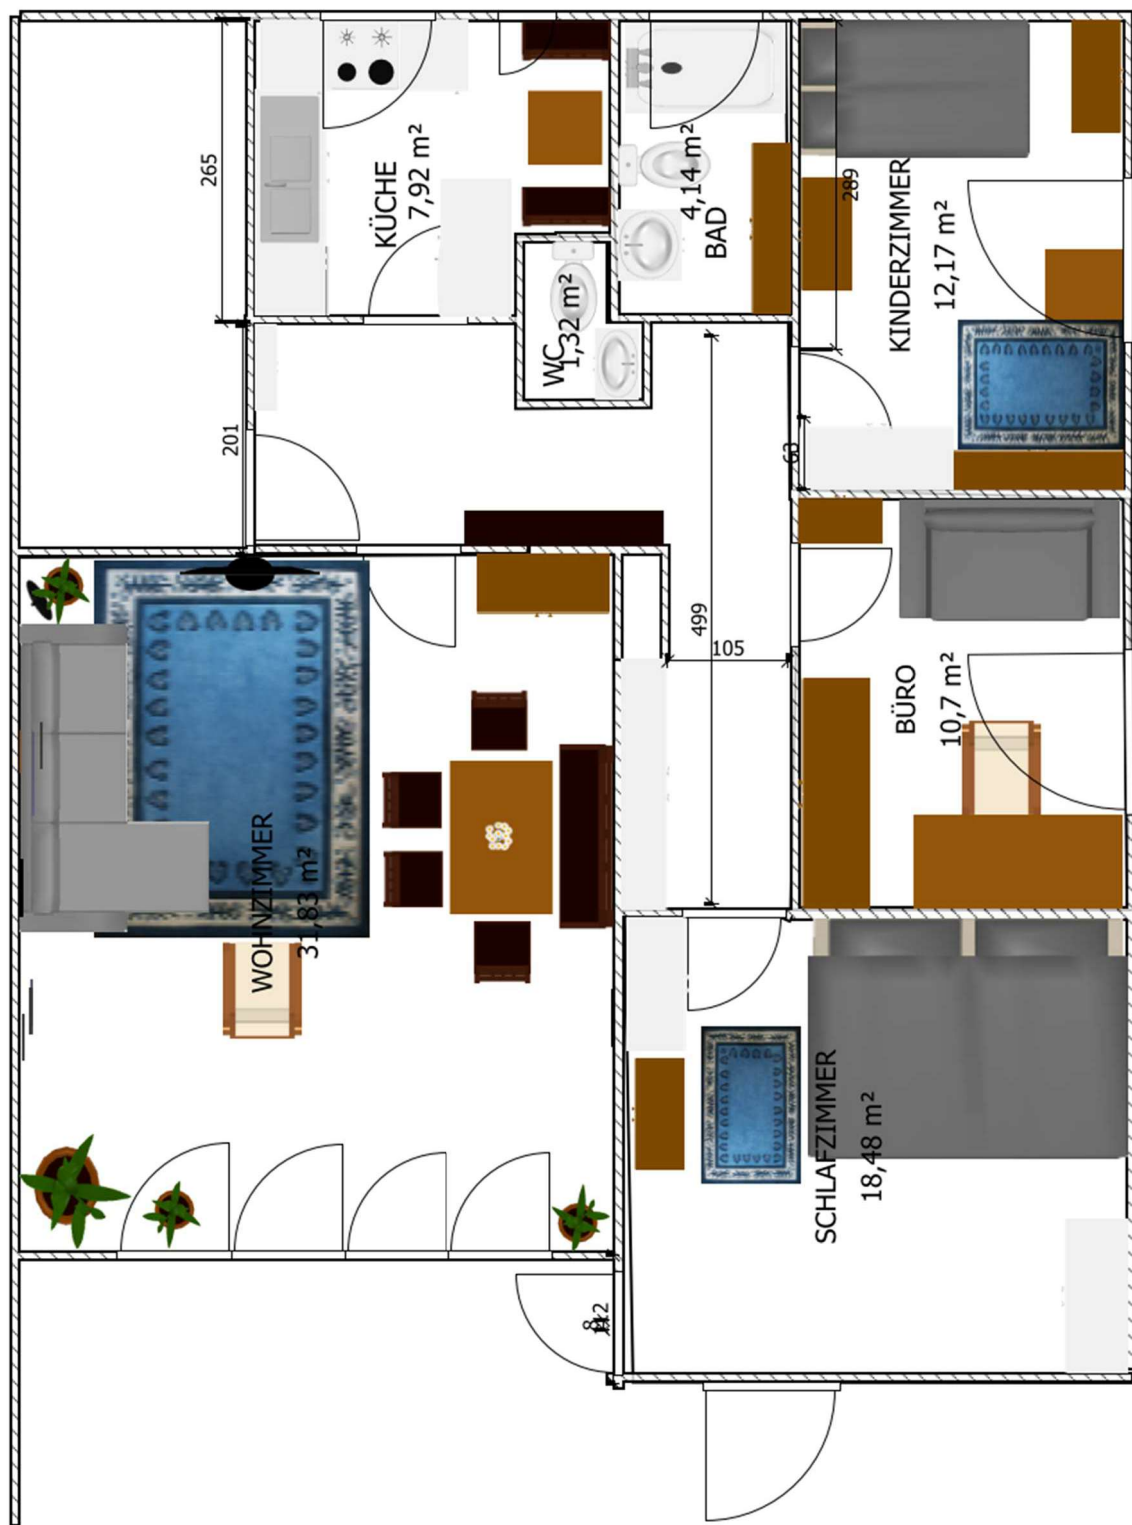 265
KÜCHE
7,92 m²
4,14 m²
BAD
289
KINDERZIMMER
12,17 m²
WC
1,32 m²
201
63
499
105
BÜRO
10,7 m²
WOHNZIMMER
31,83 m²
SCHLAFZIMMER
18,48 m²